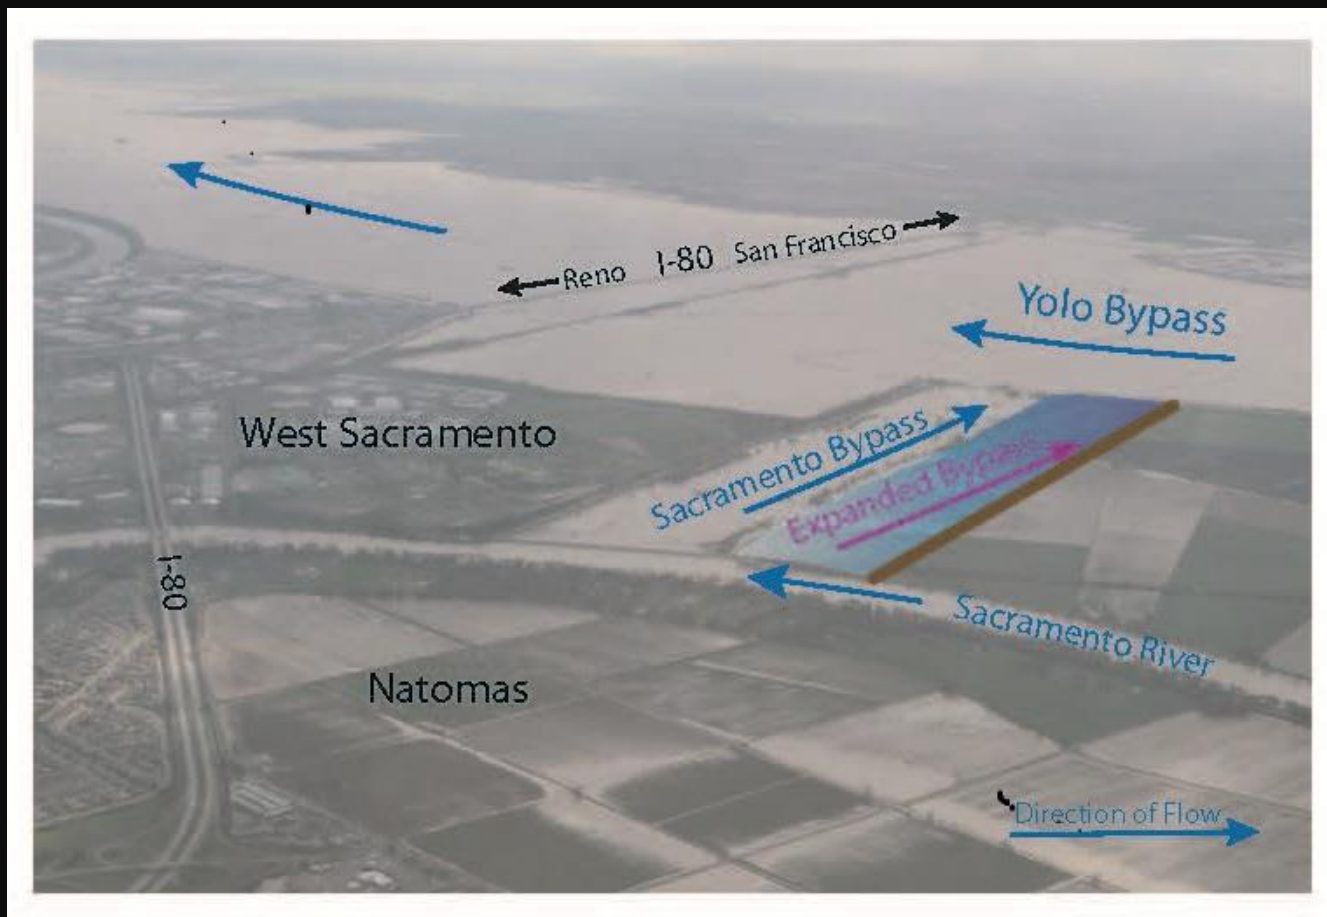 Reno I-80 San Francisco
Yolo Bypass
West Sacramento
Sacramento Bypass
Expanded Bypass
I-80
Sacramento River
Natomas
Direction of Flow